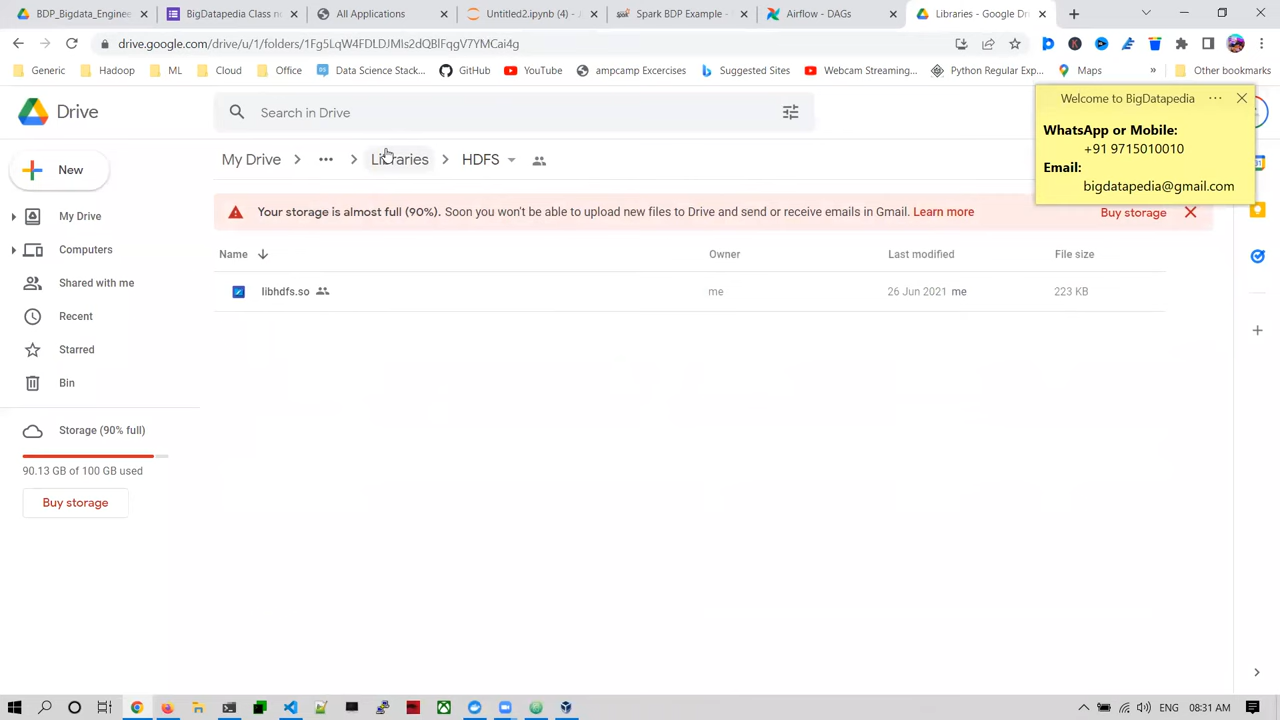 BDP_Bigdata_Enginee
BigData Class n
All Applications
Untitled2.ipynb (4) - J
Spark BDP Example - S
Airflow - DAGs
Libraries - Google Dri
drive.google.com/drive/u/1/folders/1Fg5LqW4FDLDJMIs2dQBlFqgV7YMCai4g
Generic
Hadoop
ML
Cloud
Office
Data Science Stack...
GitHub
YouTube
ampcamp Excercises
Suggested Sites
Webcam Streaming...
Python Regular Exp...
Maps
»
Other bookmarks
Drive
Search in Drive
Welcome to BigDatapedia
WhatsApp or Mobile:
+91 9715010010
Email:
bigdatapedia@gmail.com
New
My Drive
Libraries
HDFS
Your storage is almost full (90%). Soon you won't be able to upload new files to Drive and send or receive emails in Gmail. Learn more
Buy storage
My Drive
Computers
Shared with me
Recent
Starred
Bin
Storage (90% full)
90.13 GB of 100 GB used
Buy storage
Name
Owner
Last modified
File size
libhdfs.so
me
26 Jun 2021 me
223 KB
ENG
08:31 AM